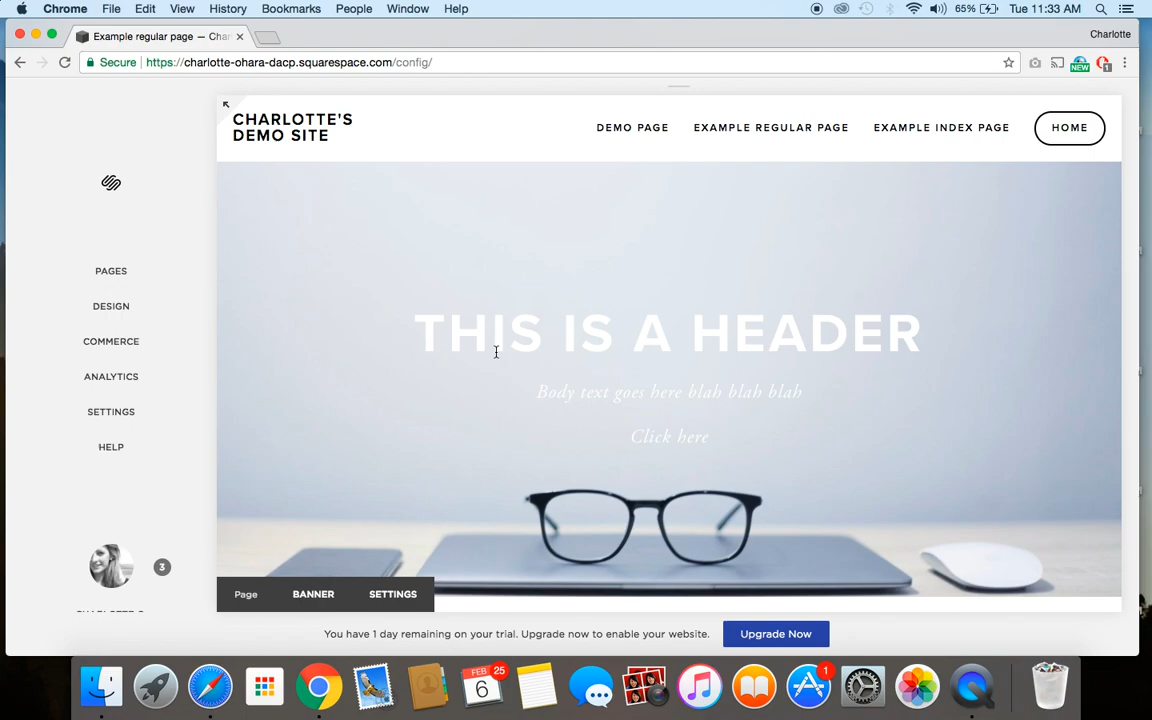 Chrome File Edit View History Bookmarks People Window Help 65% Tue 11:33 AM
Example regular page — Char
Charlotte
Secure https://charlotte-ohara-dacp.squarespace.com/config/
NEW 1
CHARLOTTE'S
DEMO SITE
DEMO PAGE EXAMPLE REGULAR PAGE EXAMPLE INDEX PAGE HOME
PAGES
DESIGN
COMMERCE
ANALYTICS
SETTINGS
HELP
THIS IS A HEADER
Body text goes here blah blah blah
Click here
3
Page BANNER SETTINGS
You have 1 day remaining on your trial. Upgrade now to enable your website. Upgrade Now
FEB 25
6
1